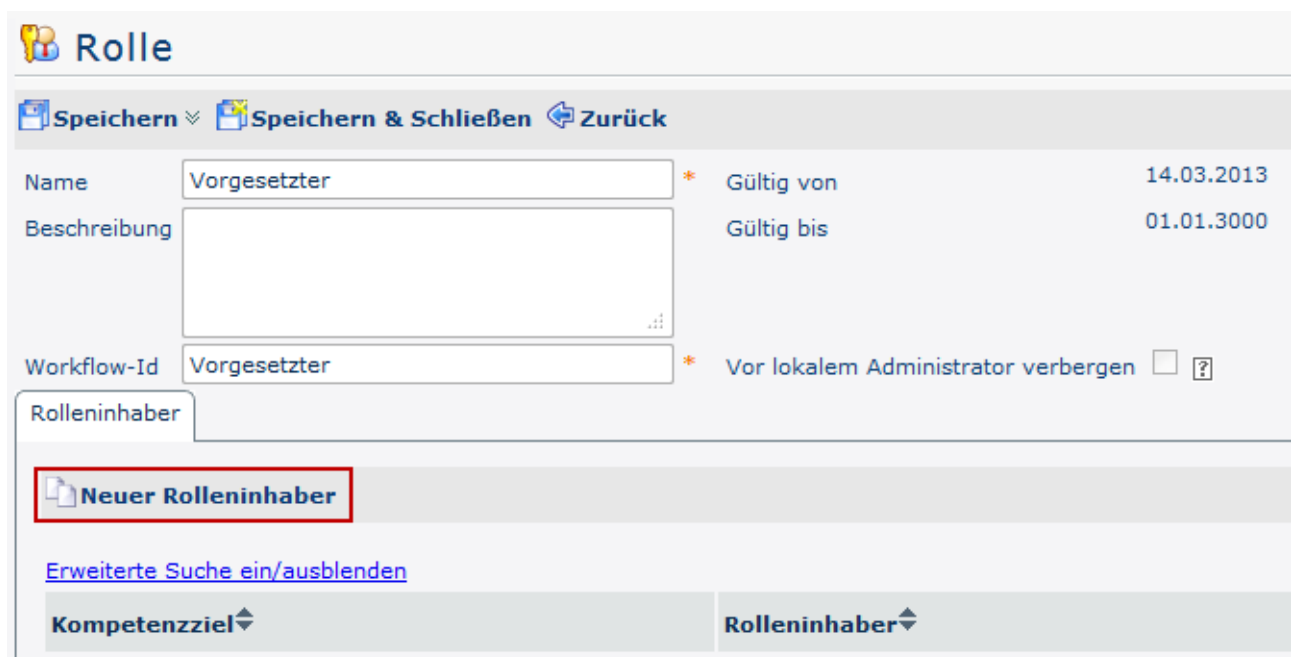 Rolle
Speichern Speichern & Schließen Zurück
Name Vorgesetzter * Gültig von 14.03.2013
Beschreibung Gültig bis 01.01.3000
Workflow-Id Vorgesetzter * Vor lokalem Administrator verbergen ?
Rolleninhaber
Neuer Rolleninhaber
Erweiterte Suche ein/ausblenden
Kompetenzziel Rolleninhaber